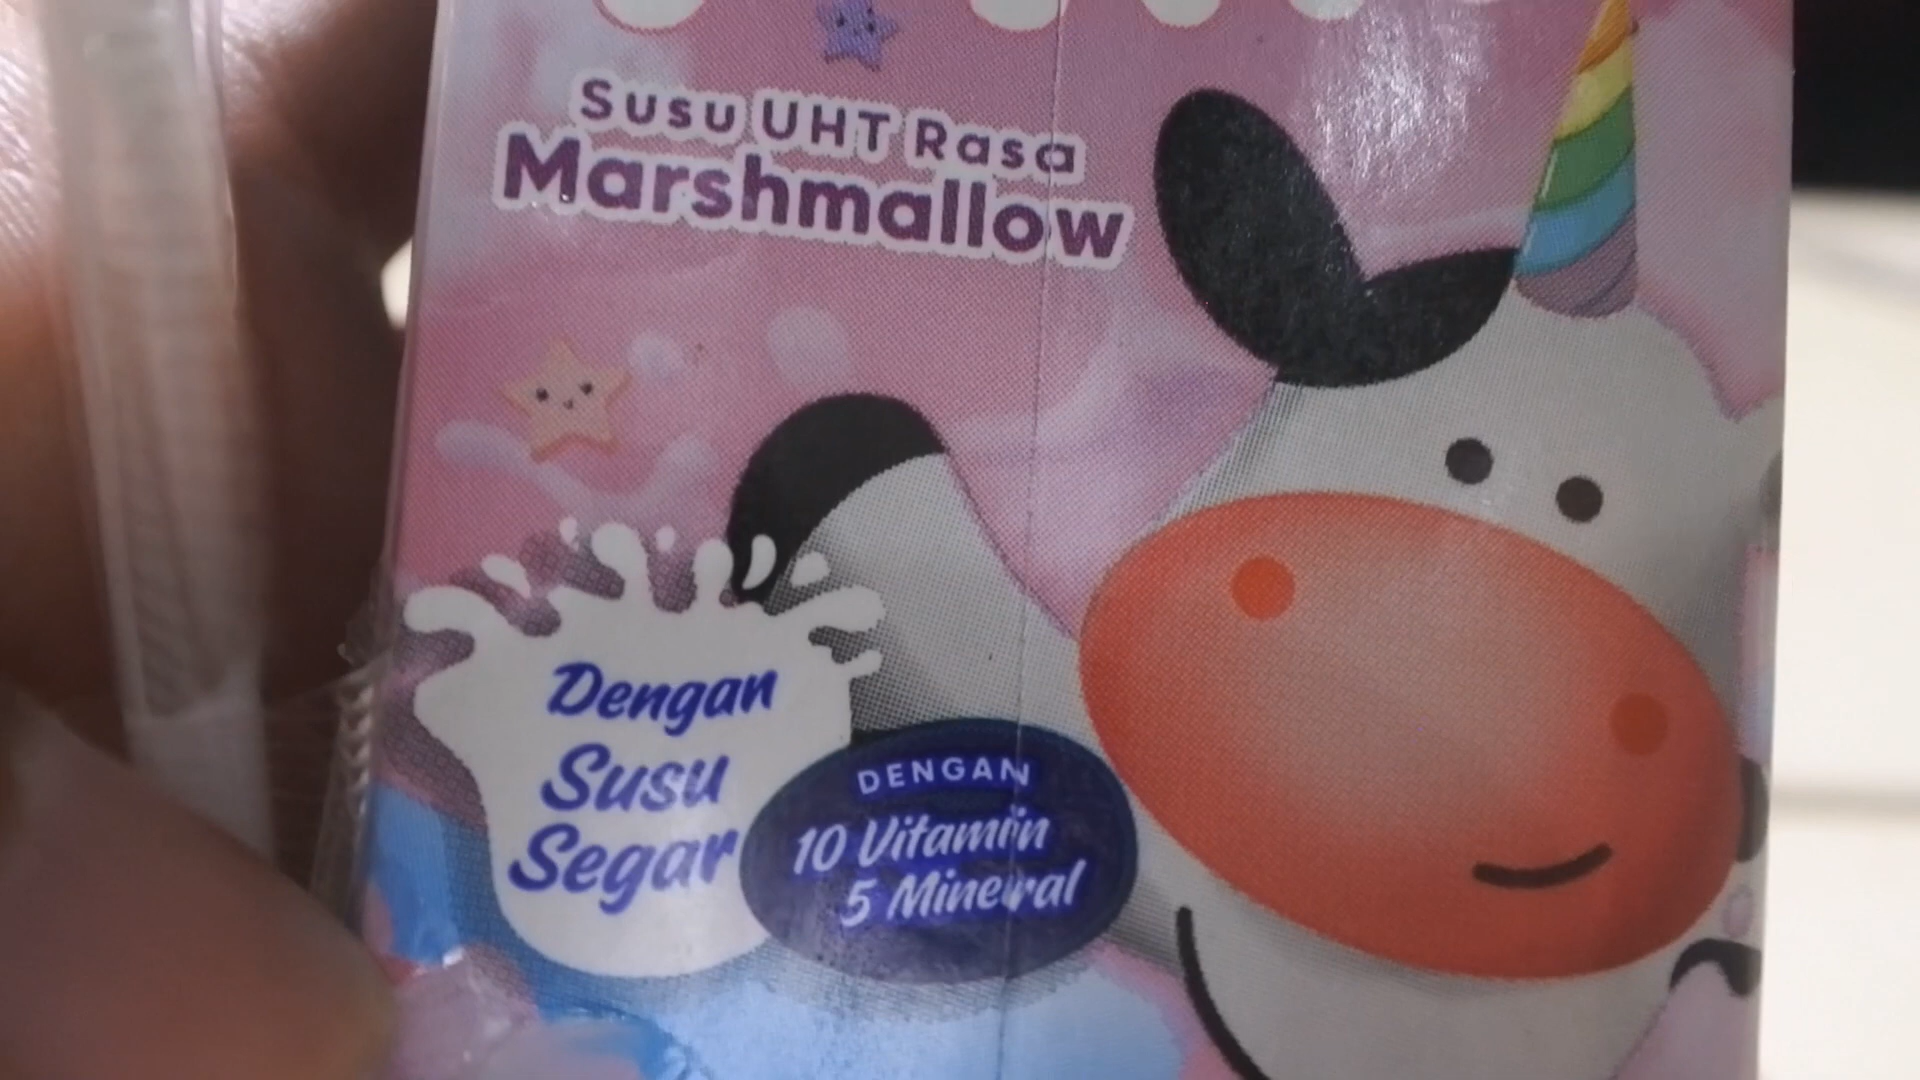 Susu UHT Rasa
Marshmallow
Dengan
Susu
Segar
DENGAN
10 Vitamin
5 Mineral